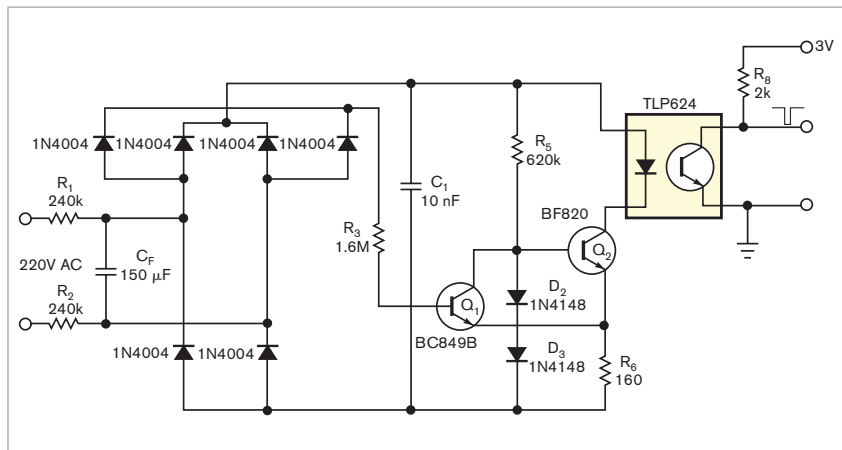 3V
R8
2k
TLP624
1N4004 1N4004 1N4004 1N4004
R5
620k
R1
240k
C1
10 nF
BF820
R3
1.6M
Q2
220V AC
CF
150 µF
R2
240k
D2
1N4148
Q1
BC849B
1N4004 1N4004
D3
1N4148
R6
160